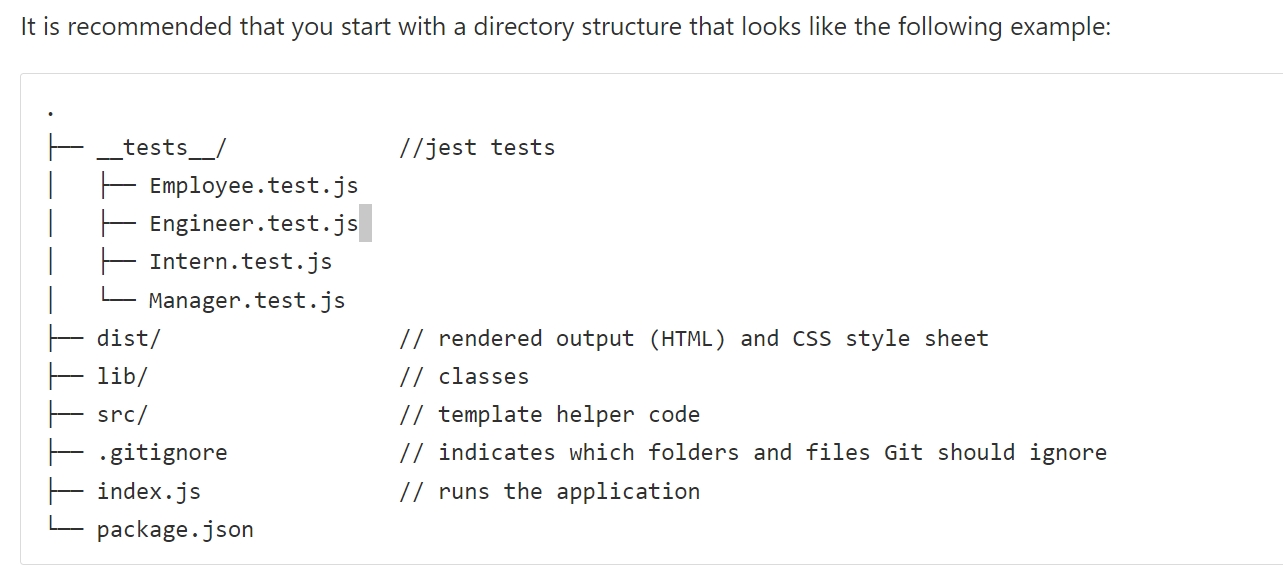 It is recommended that you start with a directory structure that looks like the following example:
.
├── __tests__/             //jest tests
│   ├── Employee.test.js
│   ├── Engineer.test.js
│   ├── Intern.test.js
│   └── Manager.test.js
├── dist/                  // rendered output (HTML) and CSS style sheet
├── lib/                   // classes
├── src/                   // template helper code
├── .gitignore             // indicates which folders and files Git should ignore
├── index.js               // runs the application
└── package.json